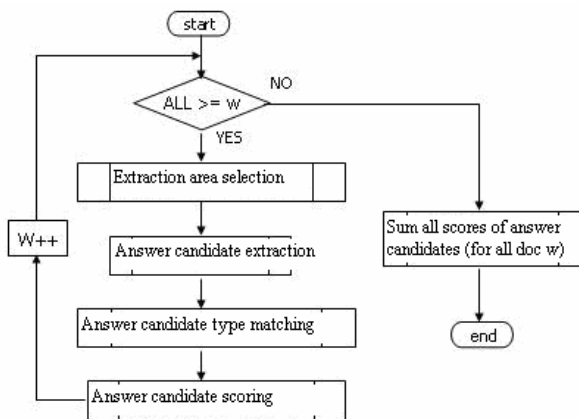 start
NO
ALL >= w
YES
Extraction area selection
W++
Answer candidate extraction
Sum all scores of answer
candidates (for all doc w)
Answer candidate type matching
end
Answer candidate scoring